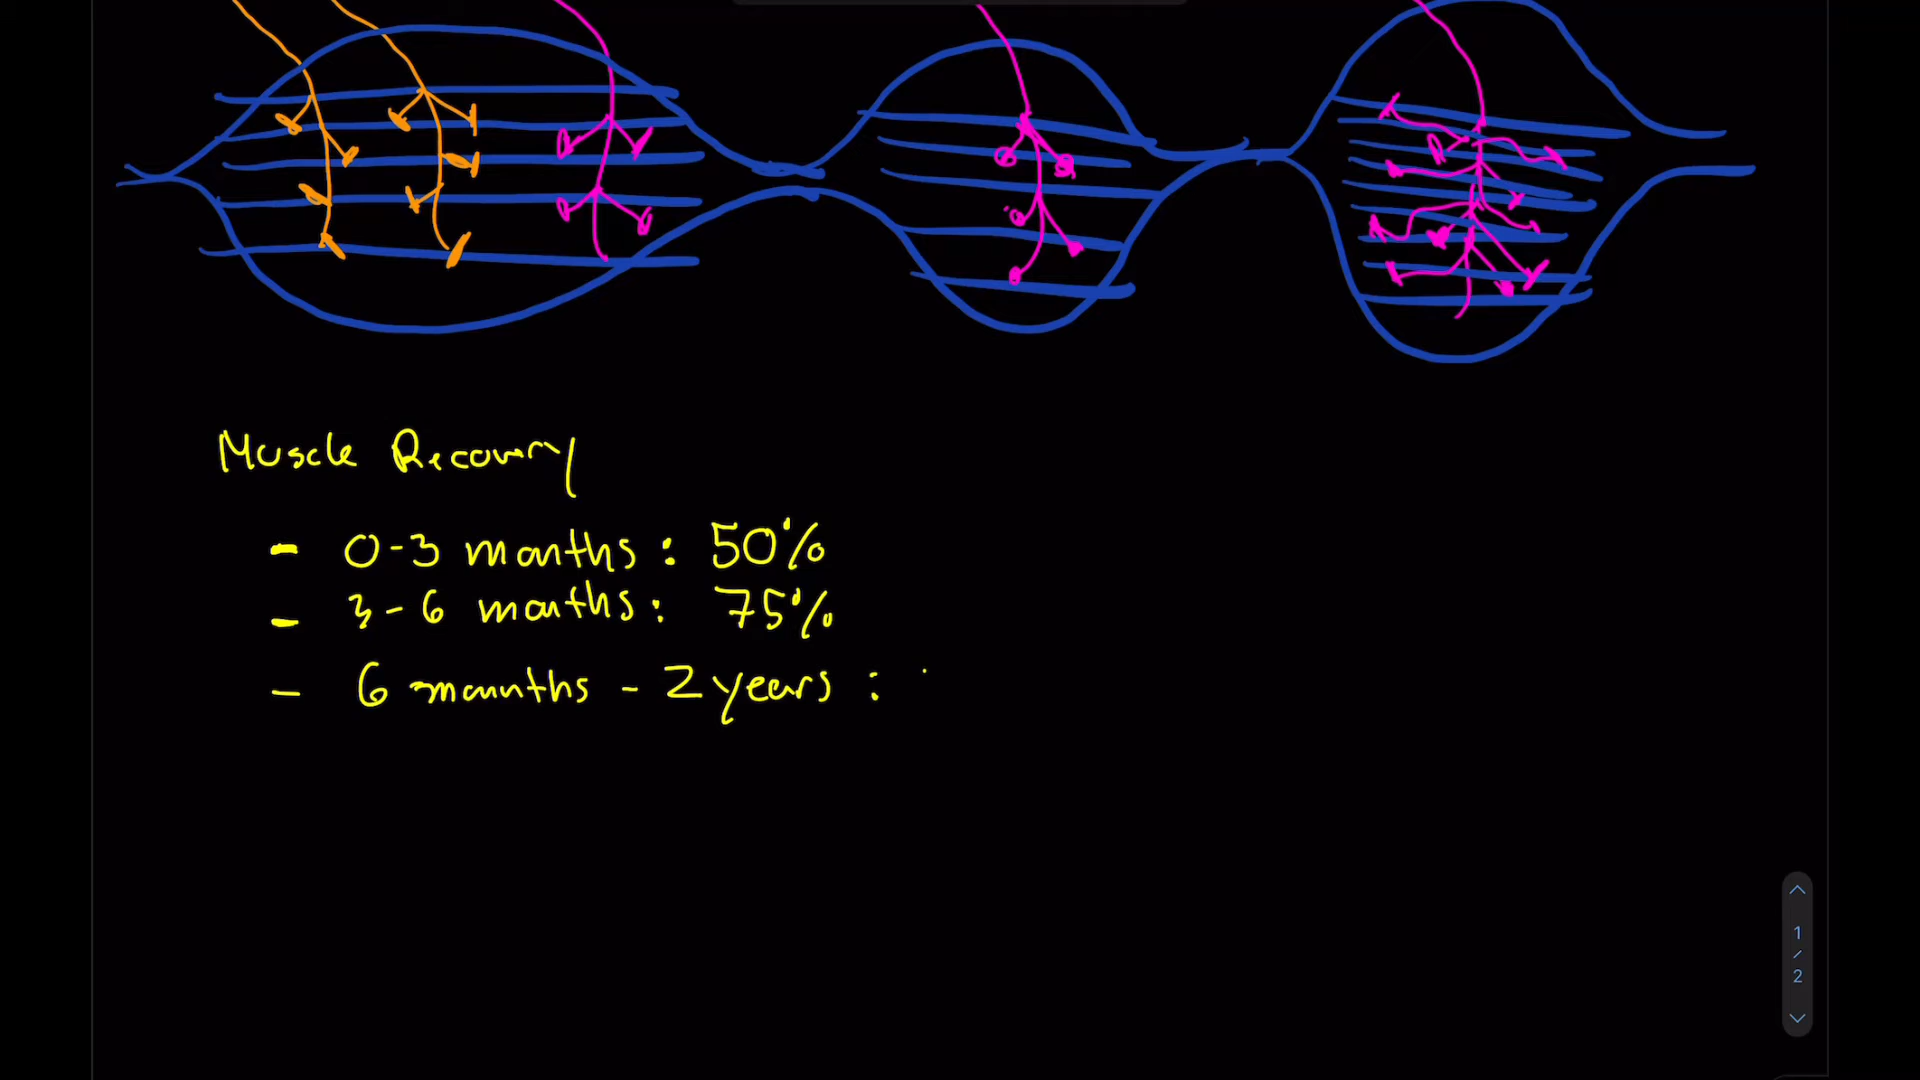 Muscle Recovery
- 0-3 months : 50%
- 3-6 months : 75%
- 6 months - 2 years :
1
/
2